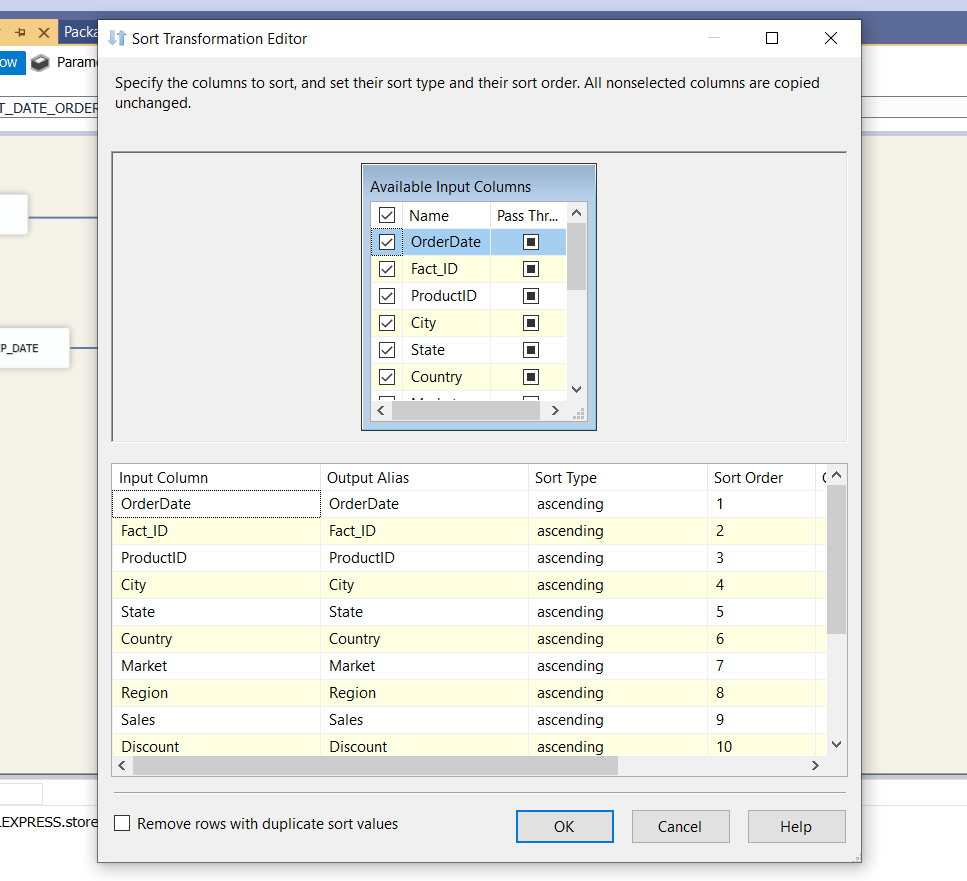 Packa
Sort Transformation Editor
ow
Param
T_DATE_ORDER
Specify the columns to sort, and set their sort type and their sort order. All nonselected columns are copied
unchanged.
Available Input Columns
Name Pass Thr...
OrderDate
Fact_ID
ProductID
City
State
Country
P_DATE
Input Column Output Alias Sort Type Sort Order
OrderDate OrderDate ascending 1
Fact_ID Fact_ID ascending 2
ProductID ProductID ascending 3
City City ascending 4
State State ascending 5
Country Country ascending 6
Market Market ascending 7
Region Region ascending 8
Sales Sales ascending 9
Discount Discount ascending 10
LEXPRESS.store
Remove rows with duplicate sort values
OK Cancel Help